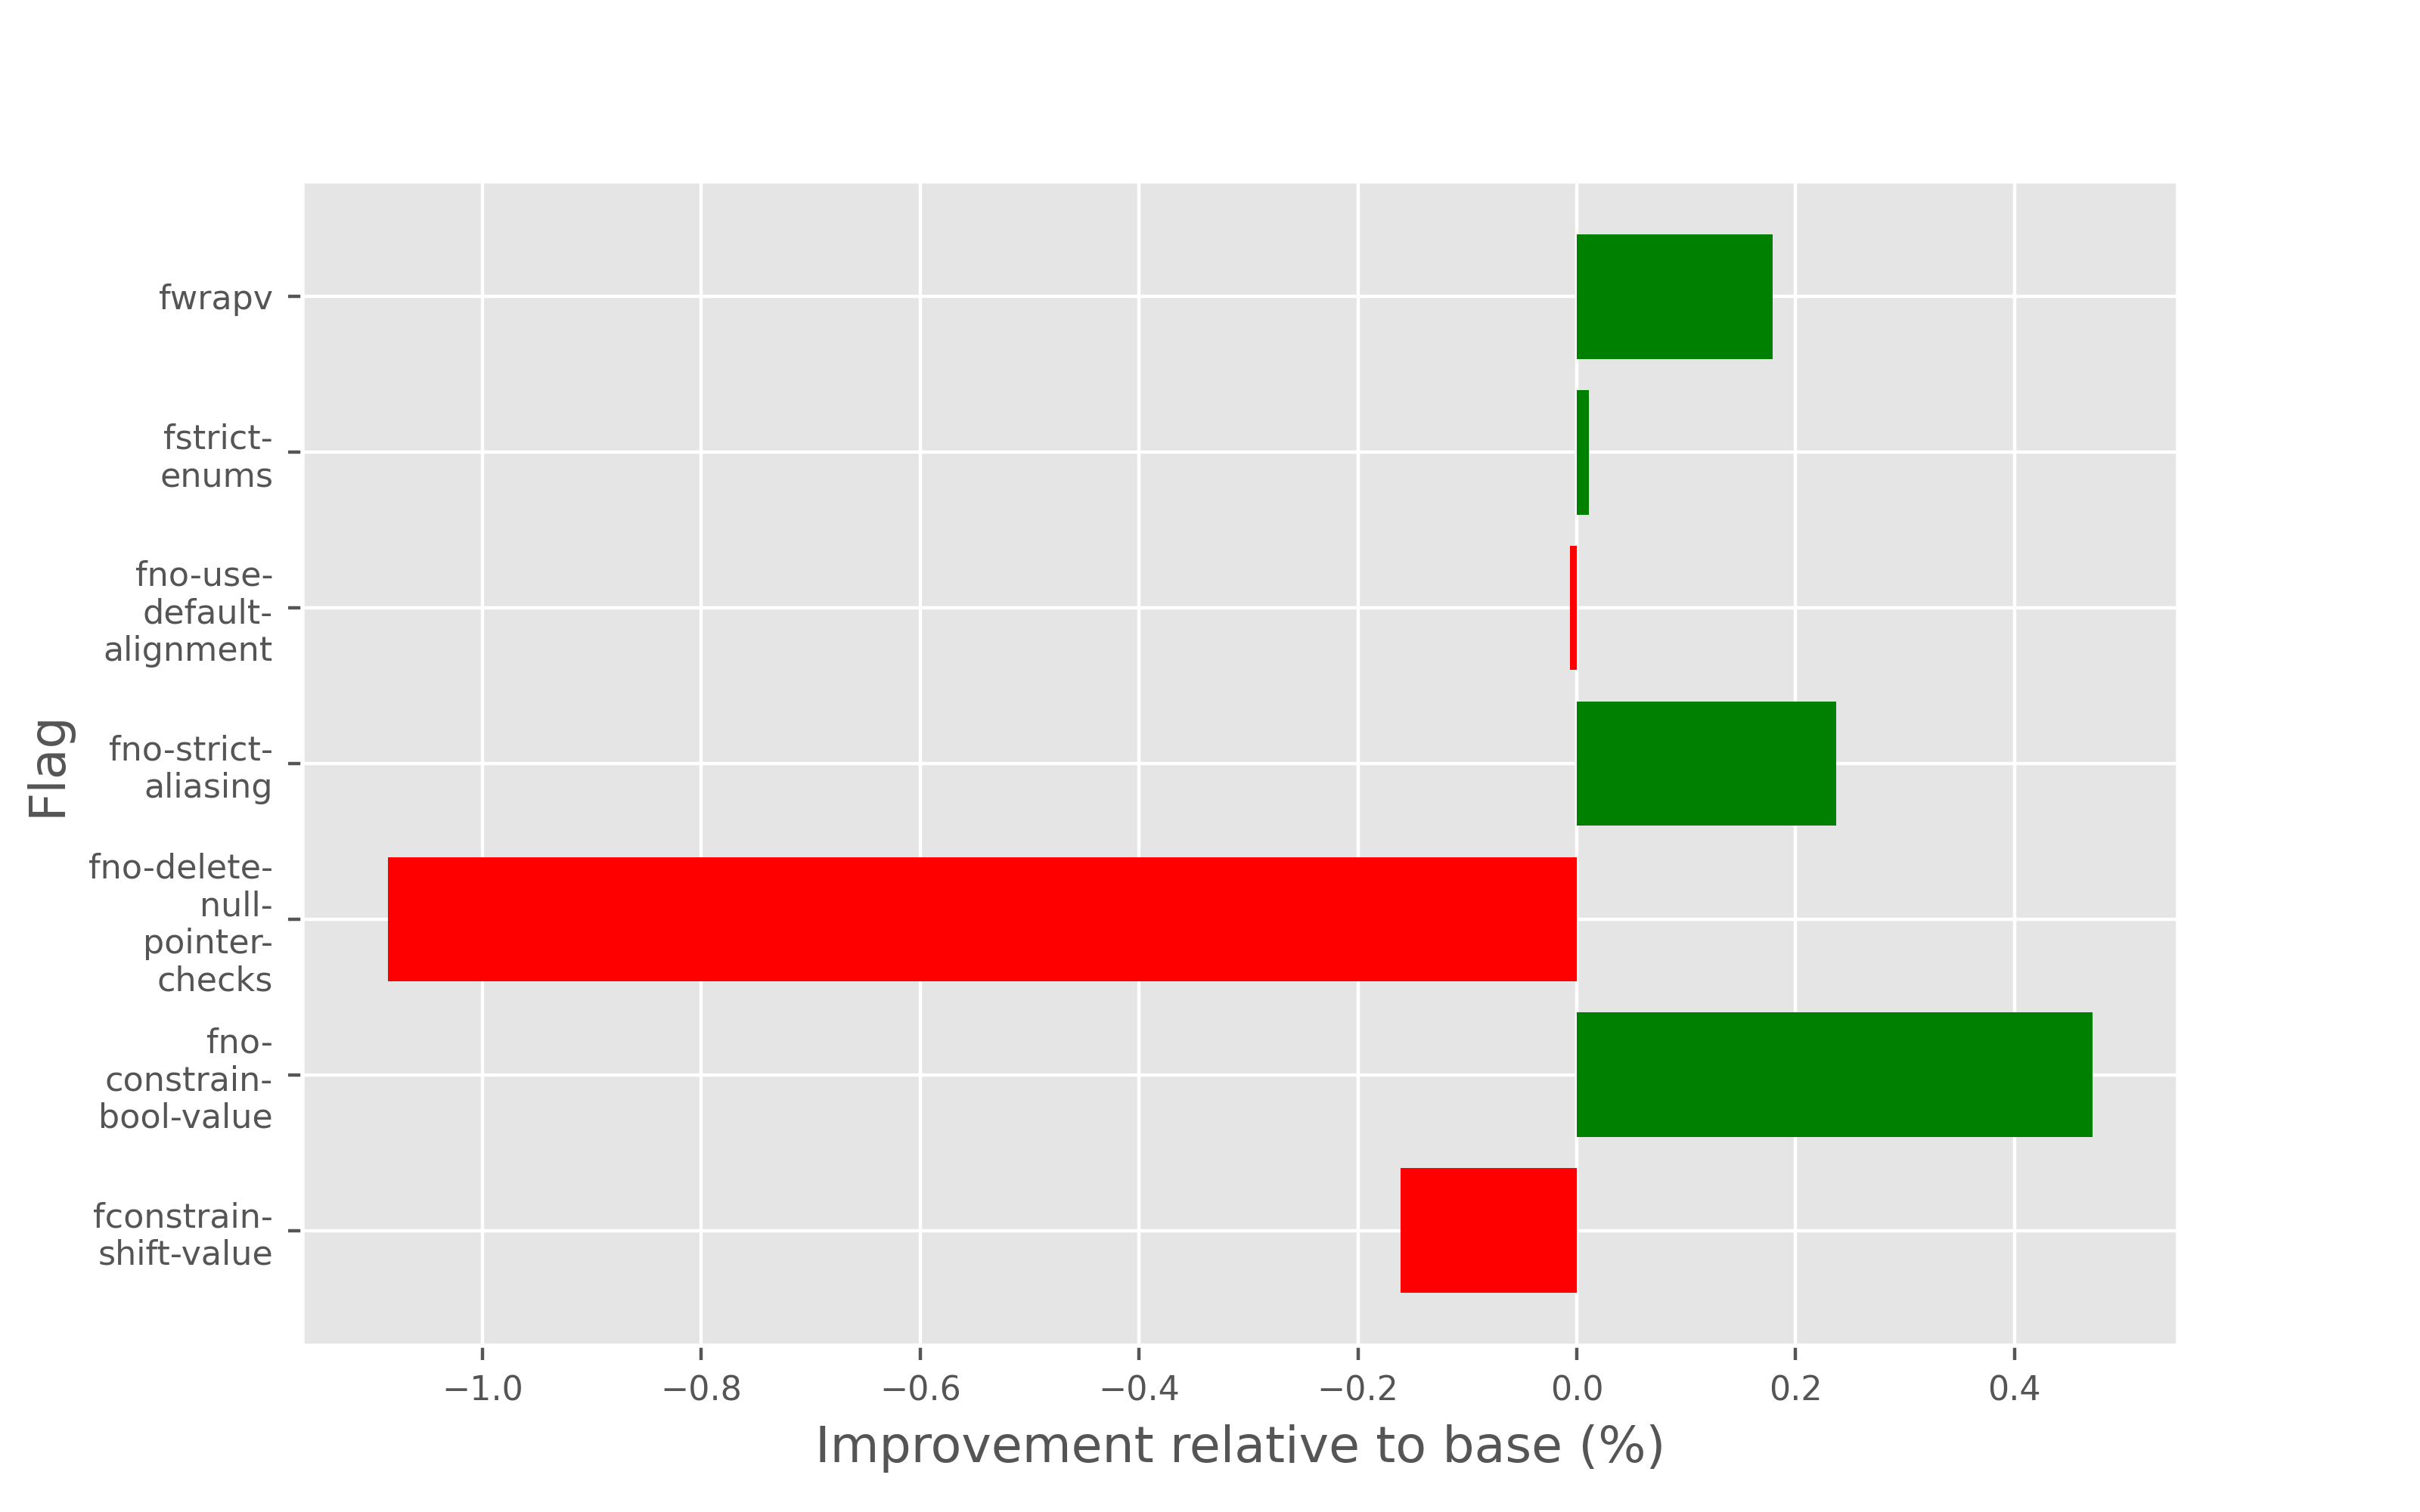 fwrapv
fstrict-
enums
fno-use-
default-
alignment
fno-strict-
aliasing
fno-delete-
null-
pointer-
checks
fno-
constrain-
bool-value
fconstrain-
shift-value
Flag
−1.0 −0.8 −0.6 −0.4 −0.2 0.0 0.2 0.4
Improvement relative to base (%)